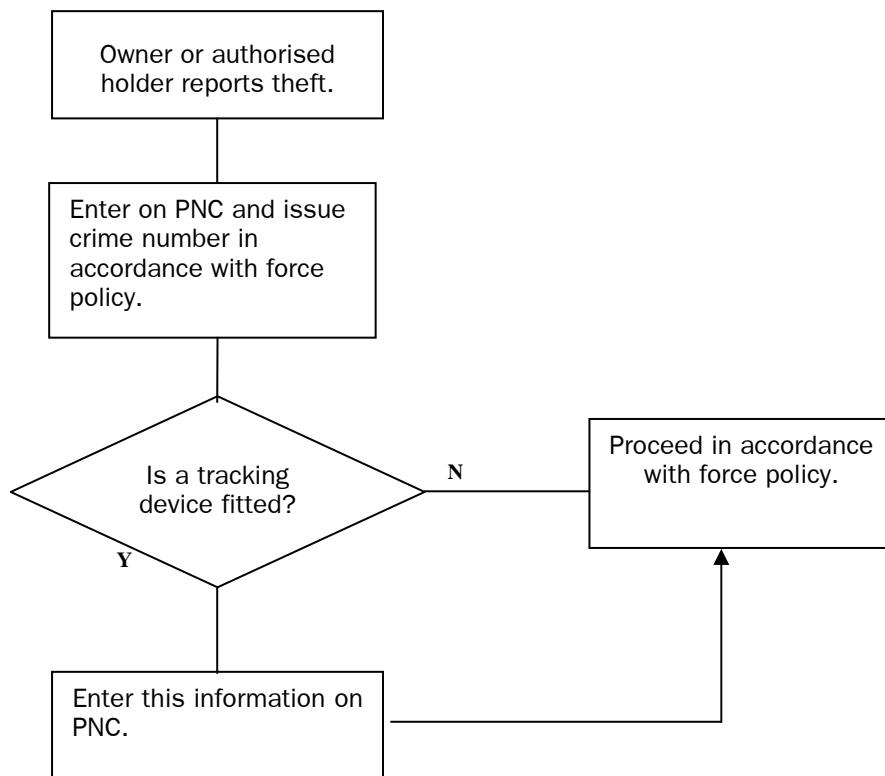 Owner or authorised
holder reports theft.
Enter on PNC and issue
crime number in
accordance with force
policy.
Is a tracking
device fitted?
N
Proceed in accordance
with force policy.
Y
Enter this information on
PNC.